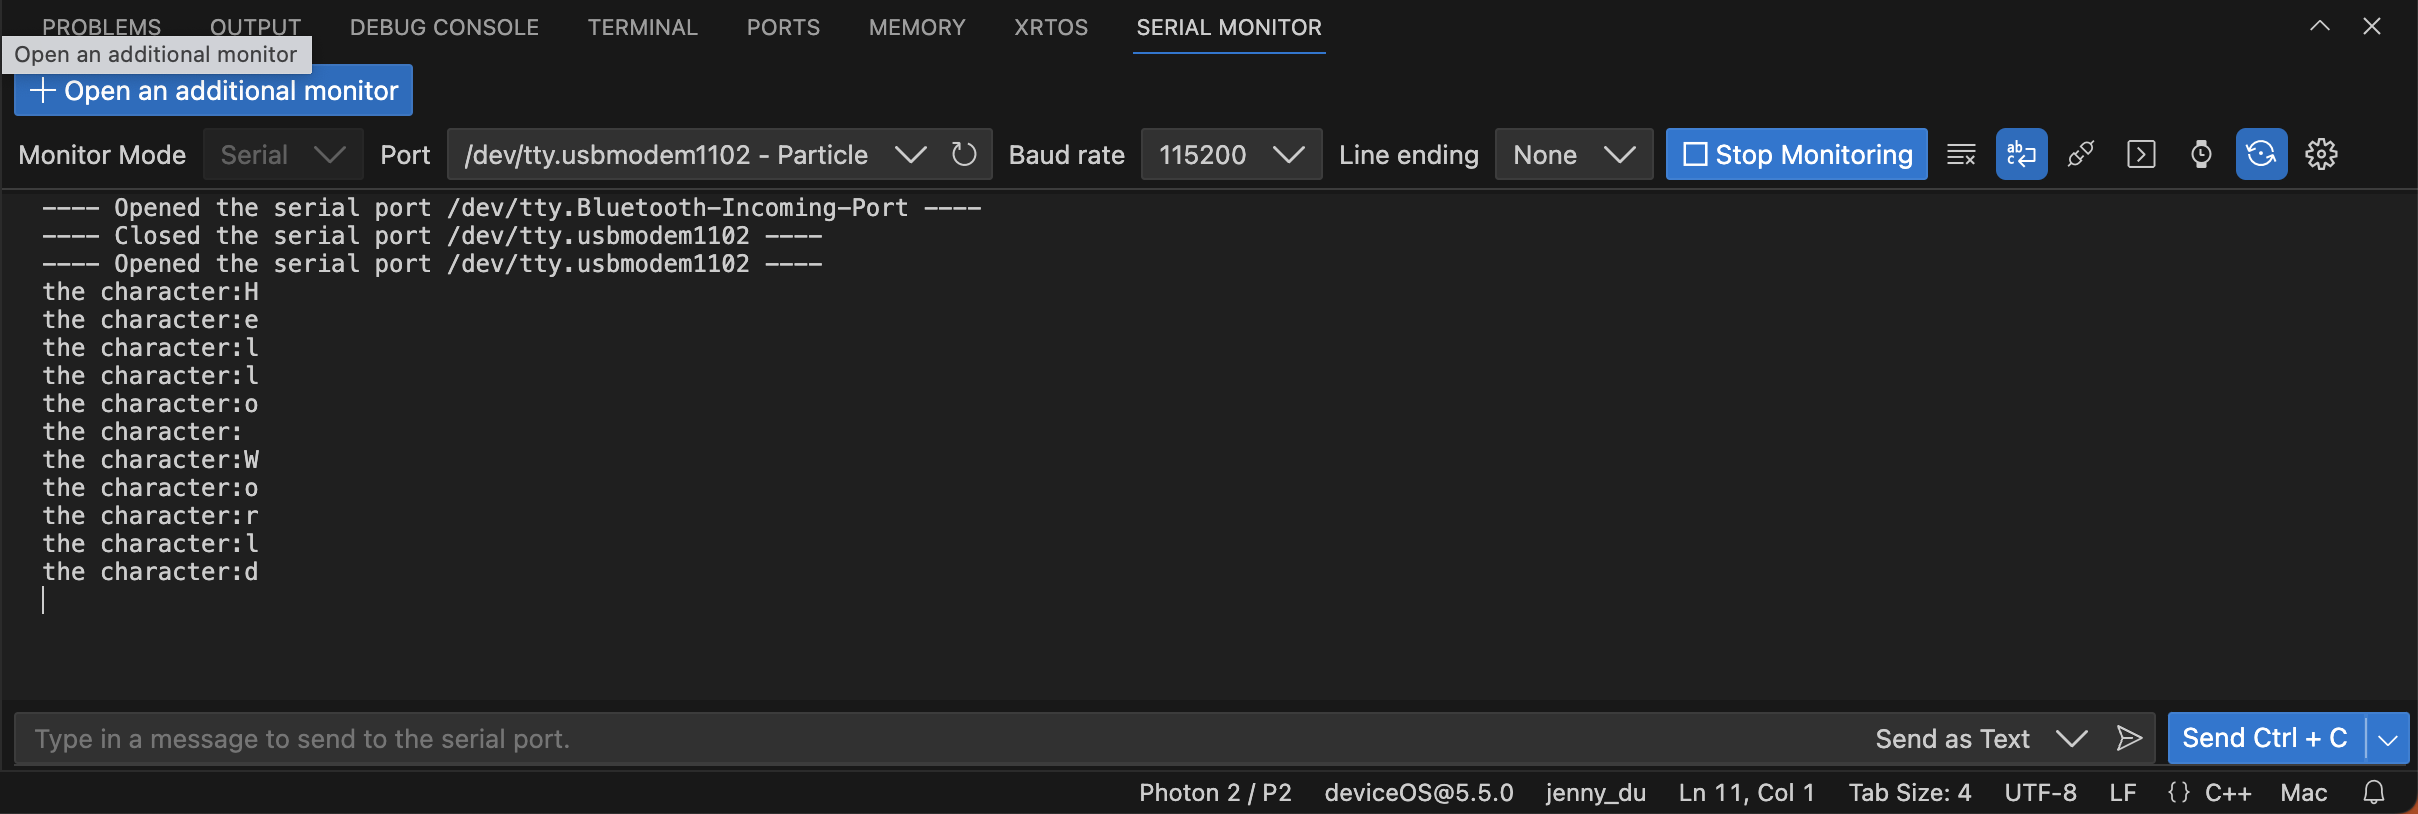 PROBLEMS OUTPUT DEBUG CONSOLE TERMINAL PORTS MEMORY XRTOS SERIAL MONITOR
Open an additional monitor
Open an additional monitor
Monitor Mode Serial Port /dev/tty.usbmodem1102 - Particle Baud rate 115200 Line ending None Stop Monitoring
---- Opened the serial port /dev/tty.Bluetooth-Incoming-Port ----
---- Closed the serial port /dev/tty.usbmodem1102 ----
---- Opened the serial port /dev/tty.usbmodem1102 ----
the character:H
the character:e
the character:l
the character:l
the character:o
the character:
the character:W
the character:o
the character:r
the character:l
the character:d
Type in a message to send to the serial port. Send as Text Send Ctrl + C
Photon 2 / P2 deviceOS@5.5.0 jenny_du Ln 11, Col 1 Tab Size: 4 UTF-8 LF {} C++ Mac